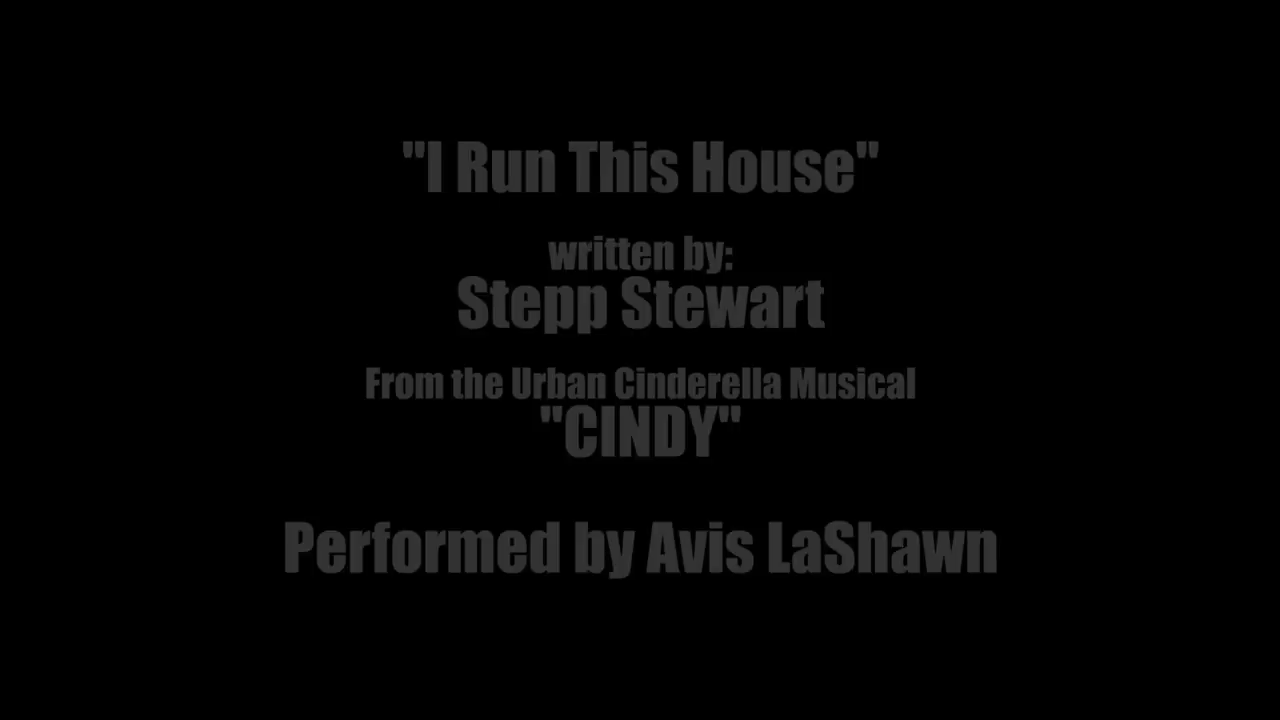 "I Run This House"
written by:
Stepp Stewart
From the Urban Cinderella Musical
"CINDY"
Performed by Avis LaShawn